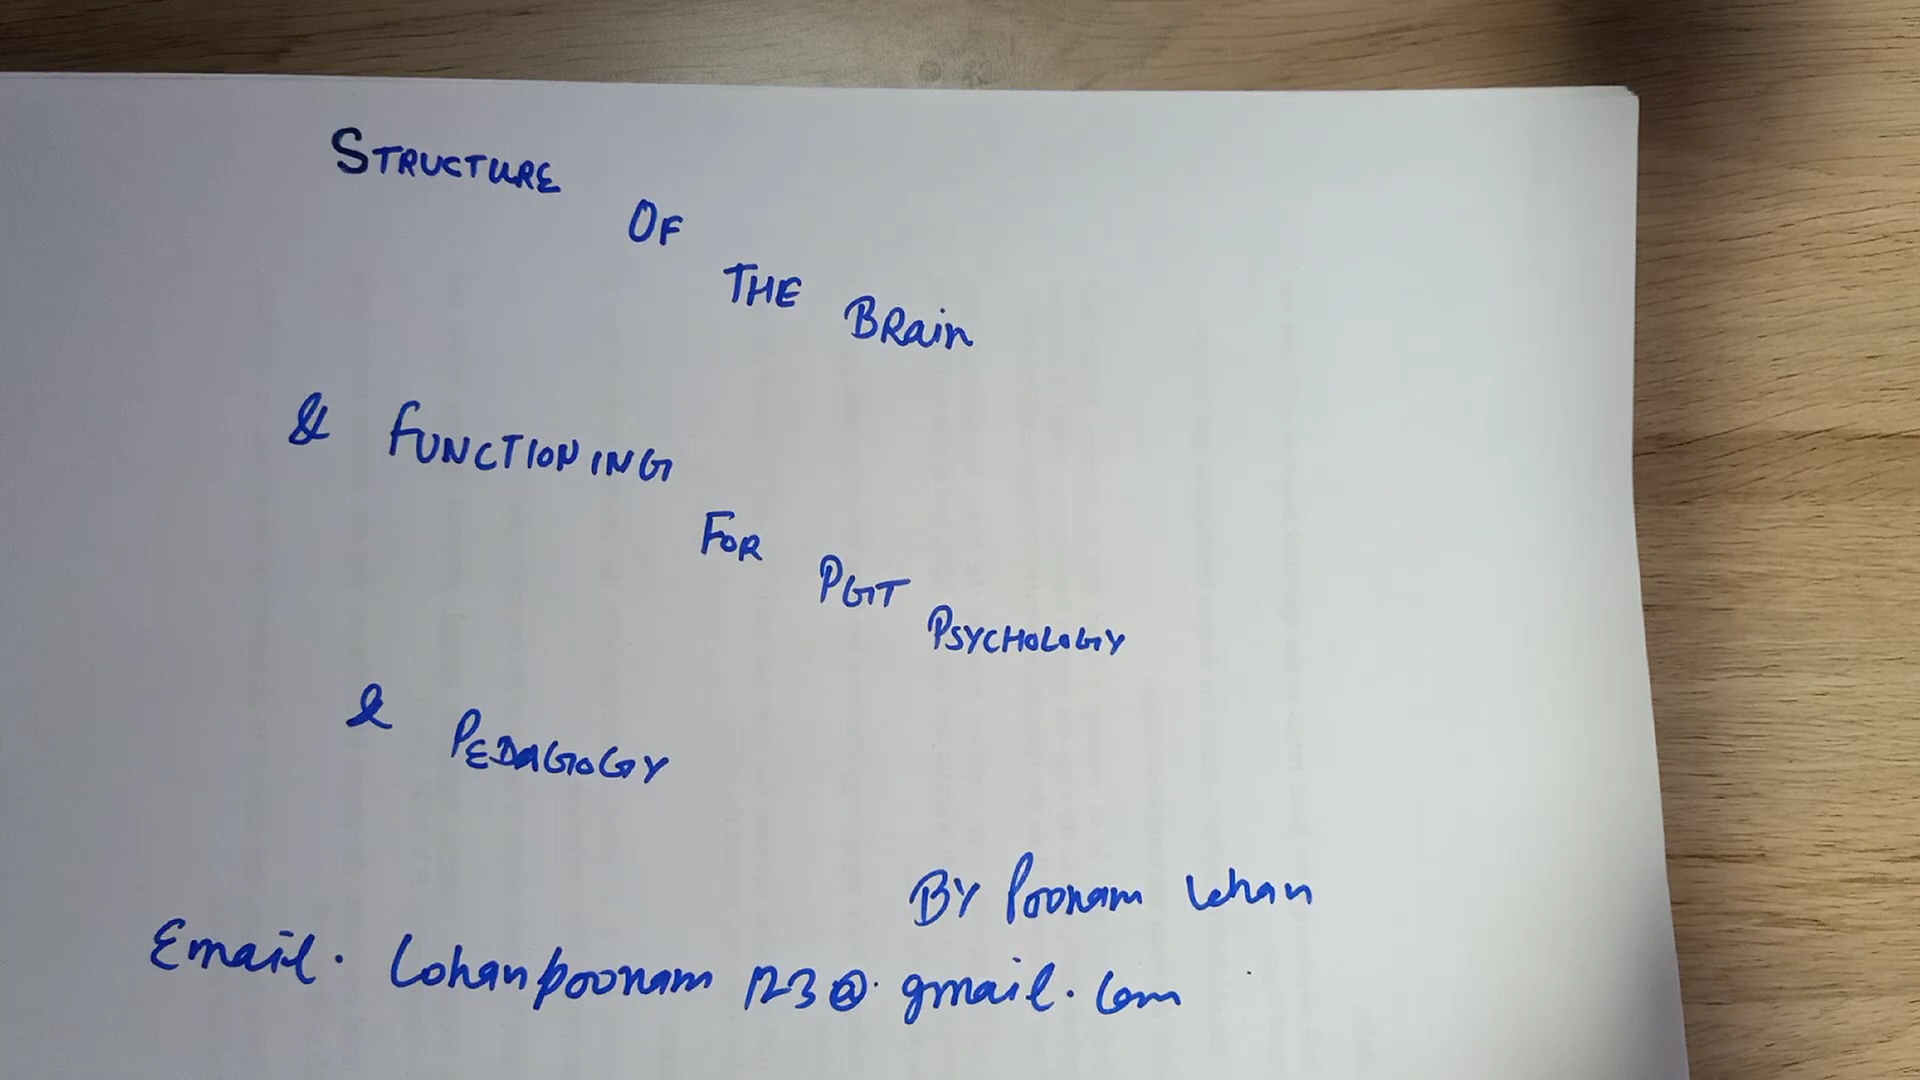 STRUCTURE OF THE BRain
& FUNCTIONING FOR PGT PSYCHOLOGY
& PEDAGOGY
BY Poonam Lohan
Email. Lohanpoonam123@.gmail.com